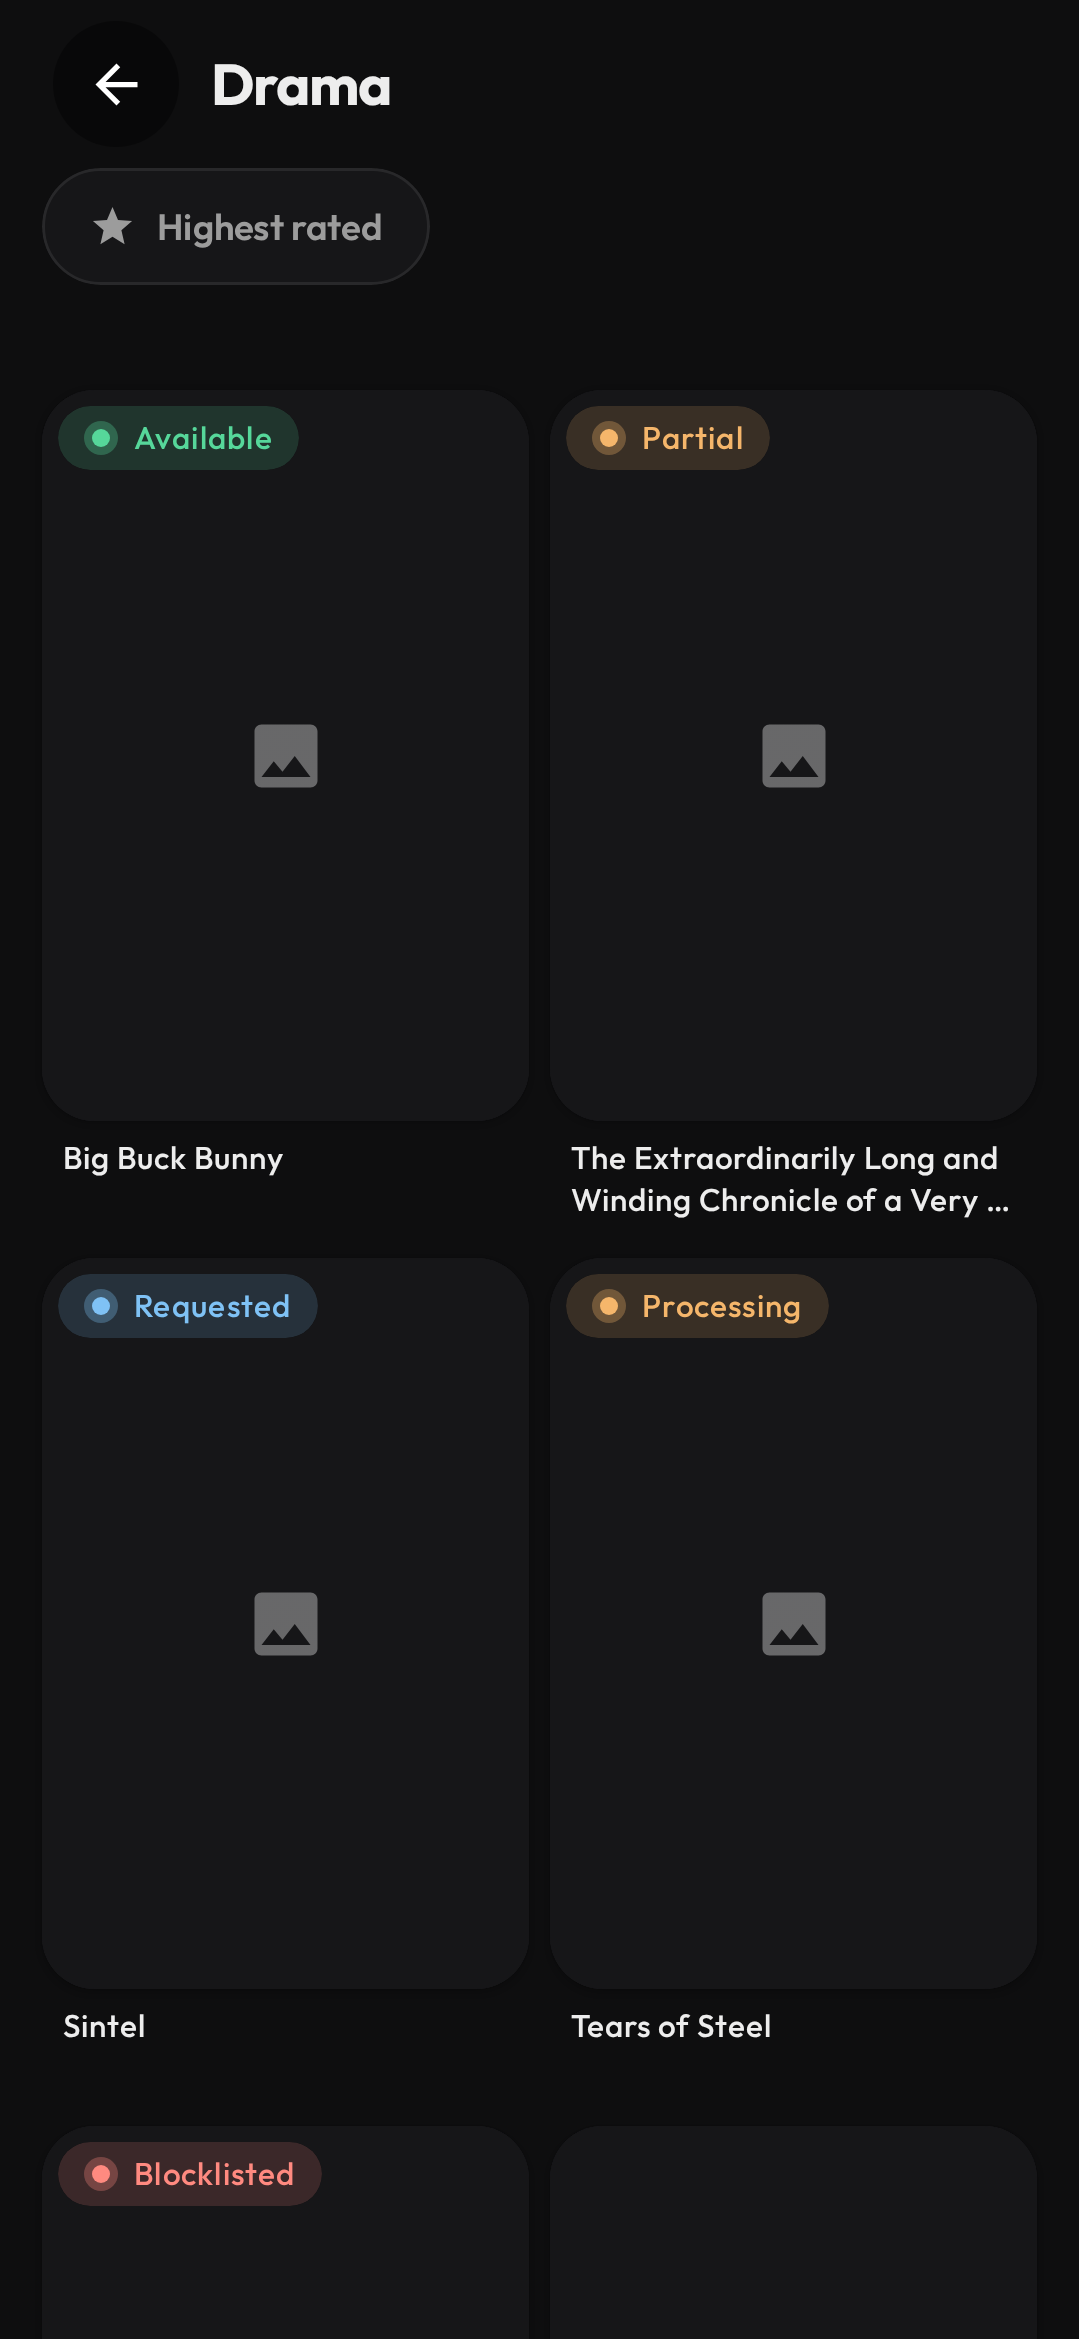 Drama
Highest rated
Available
Partial
Big Buck Bunny
The Extraordinarily Long and
Winding Chronicle of a Very ...
Requested
Processing
Sintel
Tears of Steel
Blocklisted